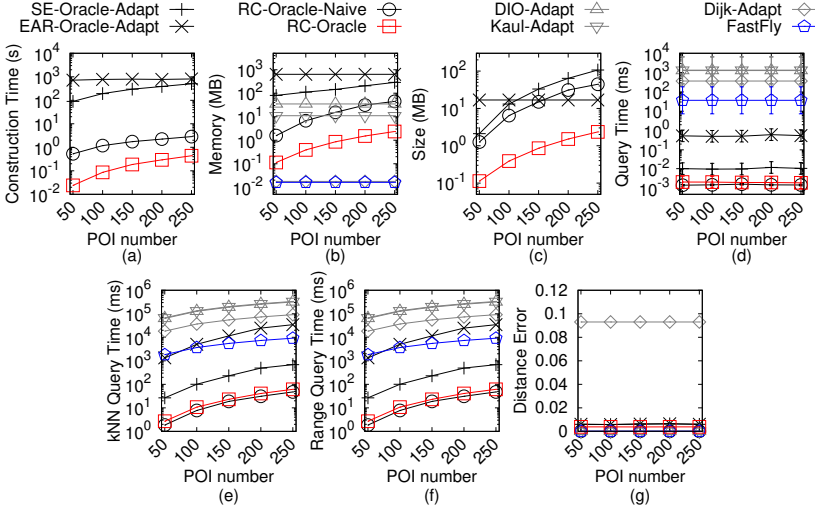 SE-Oracle-Adapt RC-Oracle-Naive DIO-Adapt Dijk-Adapt
EAR-Oracle-Adapt RC-Oracle Kaul-Adapt FastFly
Construction Time (s)
10^3
10^2
10^1
10^0
10^-1
10^-2
50 100 150 200 250
POI number
(a)
Memory (MB)
10^4
10^3
10^2
10^1
10^0
10^-1
10^-2
50 100 150 200 250
POI number
(b)
Size (MB)
10^2
10^1
10^0
10^-1
50 100 150 200 250
POI number
(c)
Query Time (ms)
10^4
10^3
10^2
10^1
10^0
10^-1
10^-2
10^-3
50 100 150 200 250
POI number
(d)
kNN Query Time (ms)
10^6
10^5
10^4
10^3
10^2
10^1
10^0
50 100 150 200 250
POI number
(e)
Range Query Time (ms)
10^6
10^5
10^4
10^3
10^2
10^1
10^0
50 100 150 200 250
POI number
(f)
Distance Error
0.12
0.1
0.08
0.06
0.04
0.02
0
50 100 150 200 250
POI number
(g)